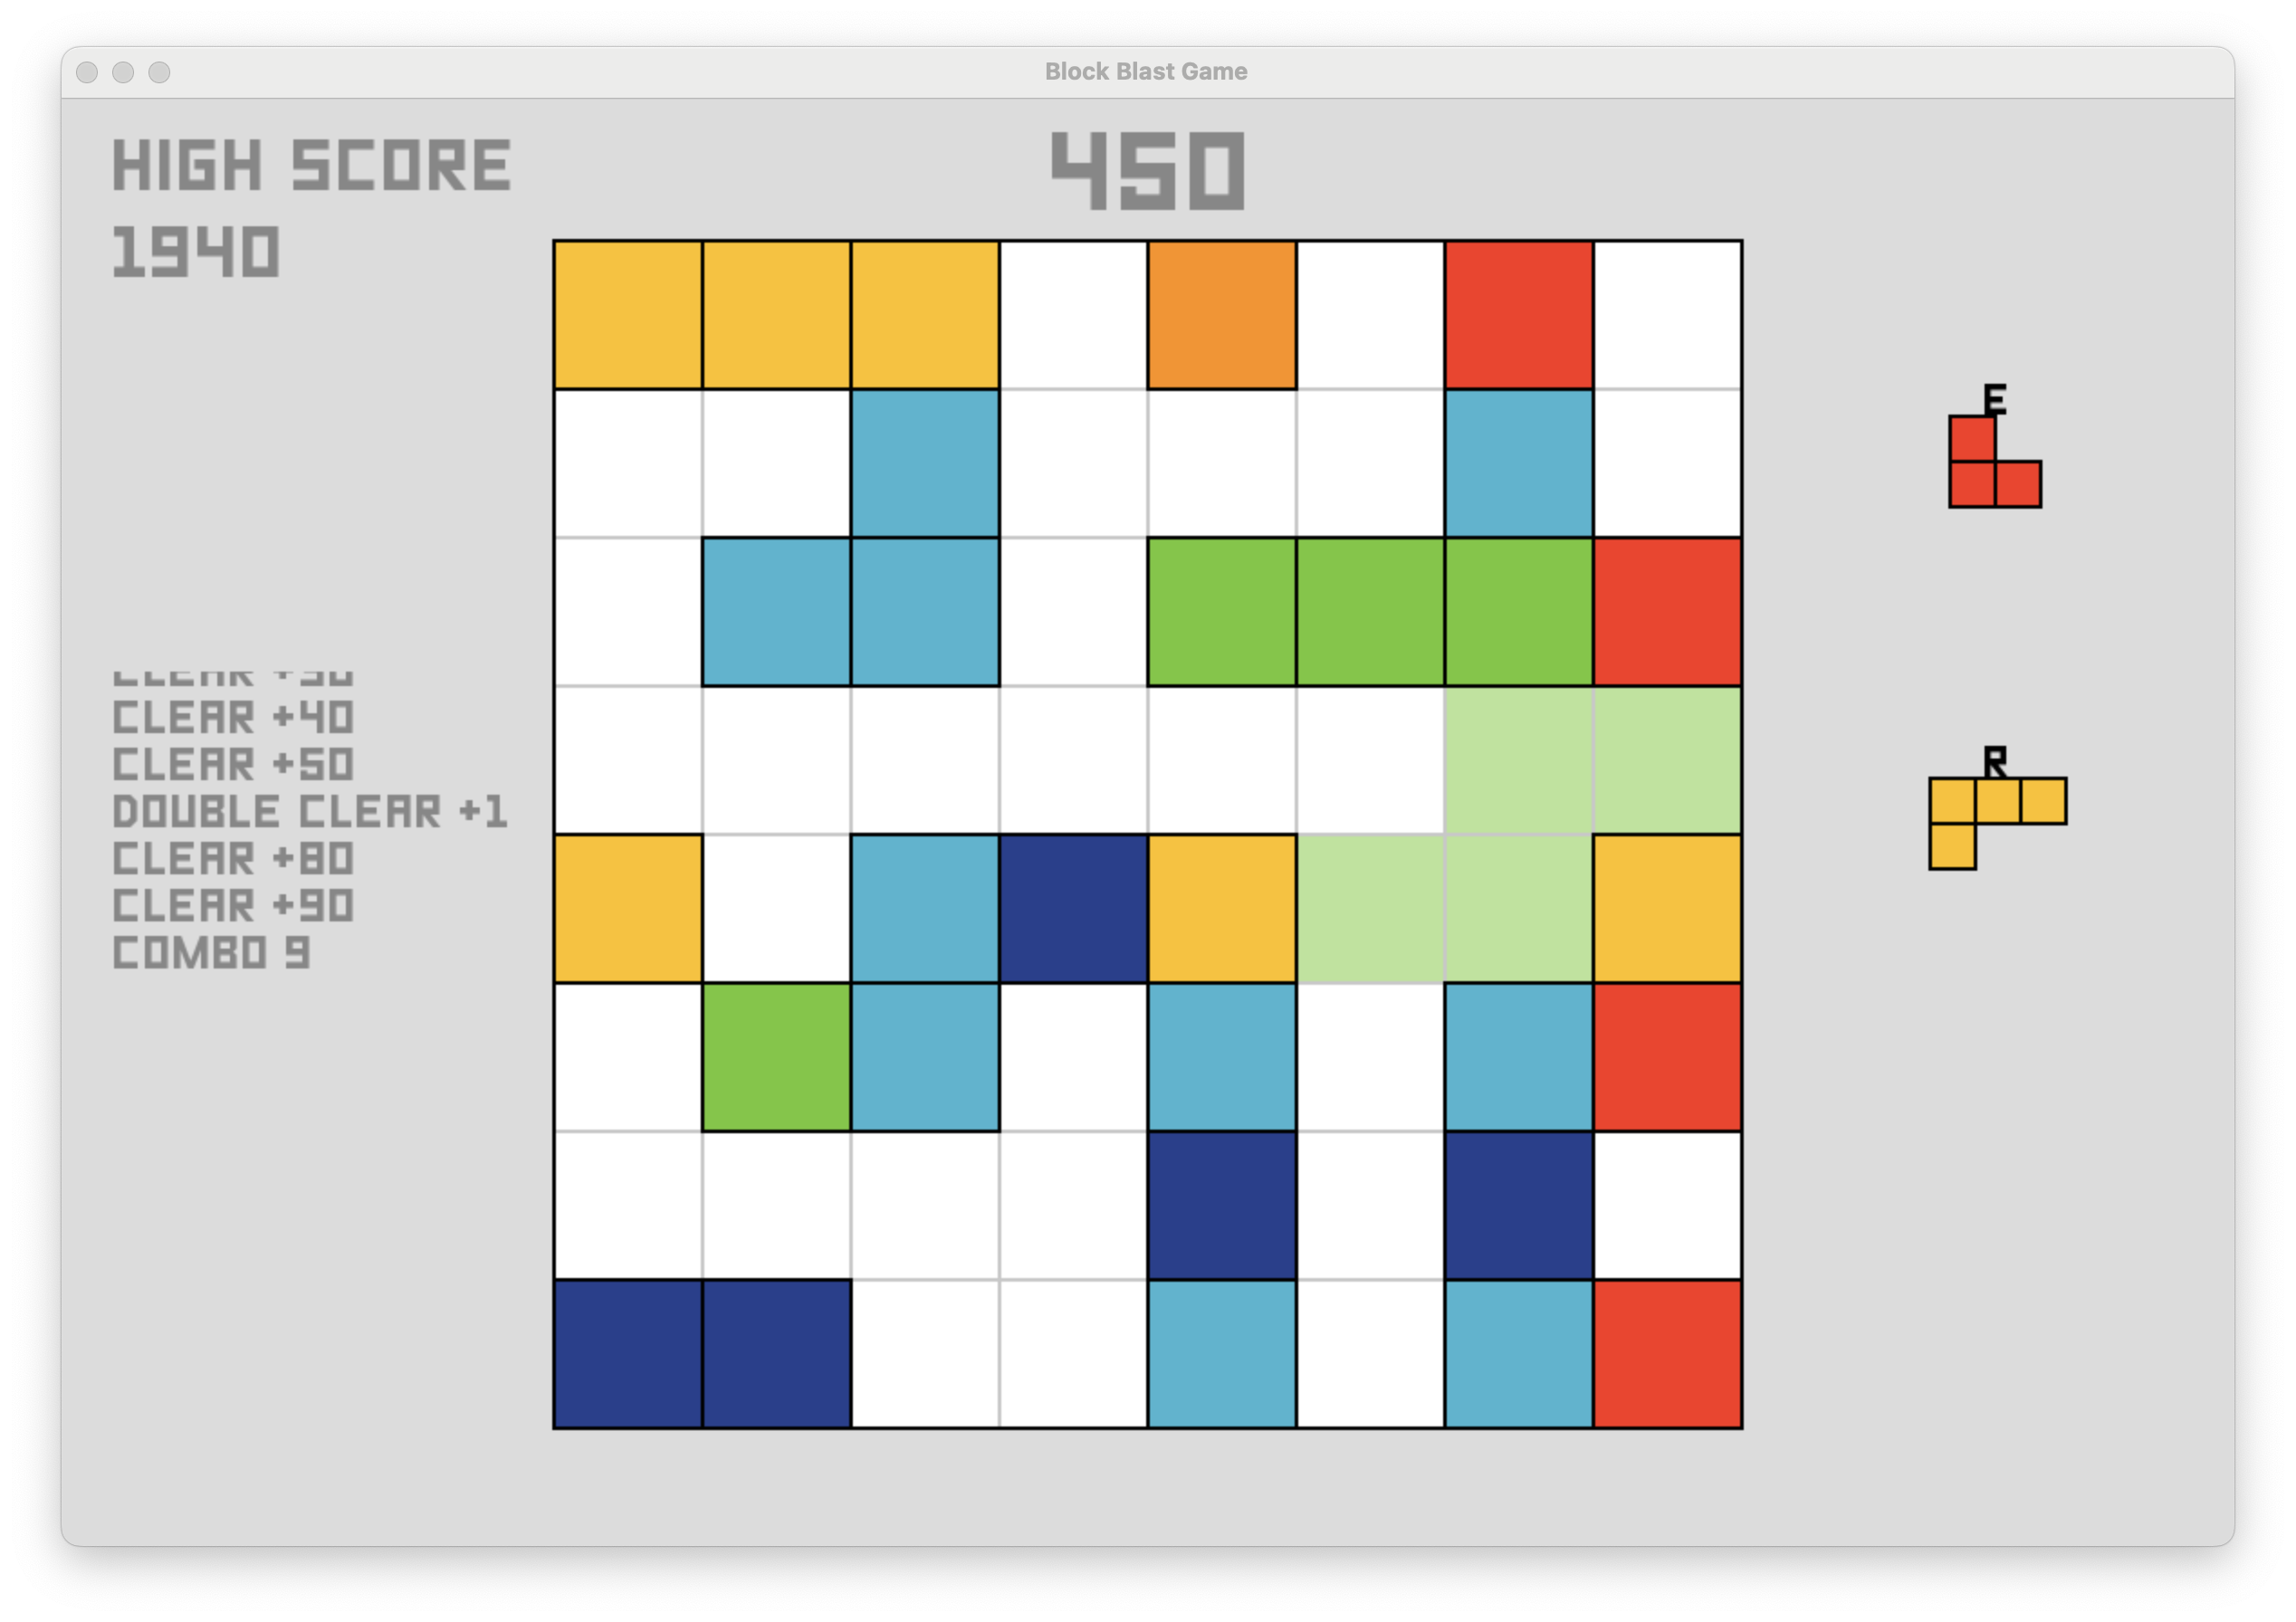 Block Blast Game
HIGH SCORE
450
1940
E
CLEAR +40
R
CLEAR +50
DOUBLE CLEAR +1
CLEAR +80
CLEAR +90
COMBO 9